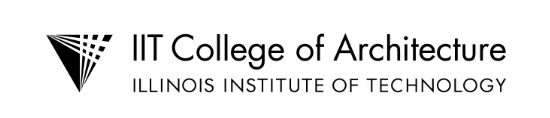 IIT College of Architecture
ILLINOIS INSTITUTE OF TECHNOLOGY